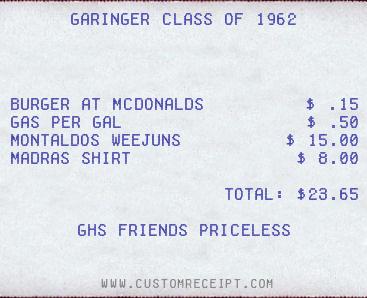 GARINGER CLASS OF 1962
BURGER AT MCDONALDS $ .15
GAS PER GAL $ .50
MONTALDOS WEEJUNS $ 15.00
MADRAS SHIRT $ 8.00
TOTAL: $23.65
GHS FRIENDS PRICELESS
WWW.CUSTOMRECEIPT.COM